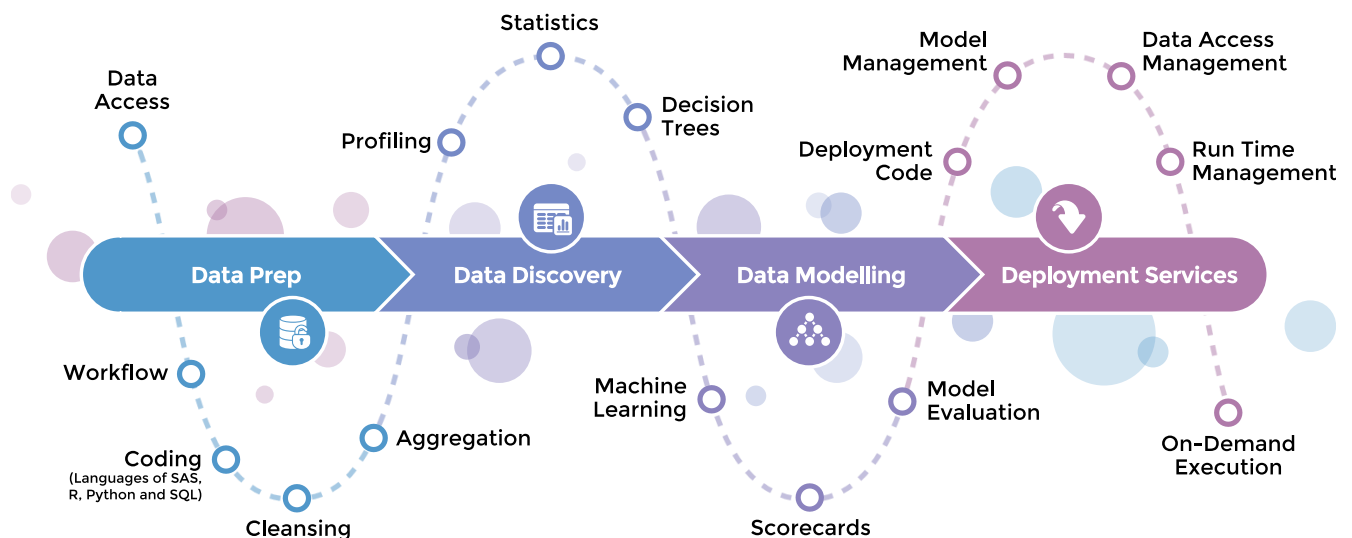 Data
Access
Workflow
Coding
(Languages of SAS,
R, Python and SQL)
Cleansing
Aggregation
Data Prep
Profiling
Statistics
Decision
Trees
Data Discovery
Machine
Learning
Scorecards
Model
Evaluation
Data Modelling
Deployment
Code
Model
Management
Data Access
Management
Run Time
Management
On-Demand
Execution
Deployment Services